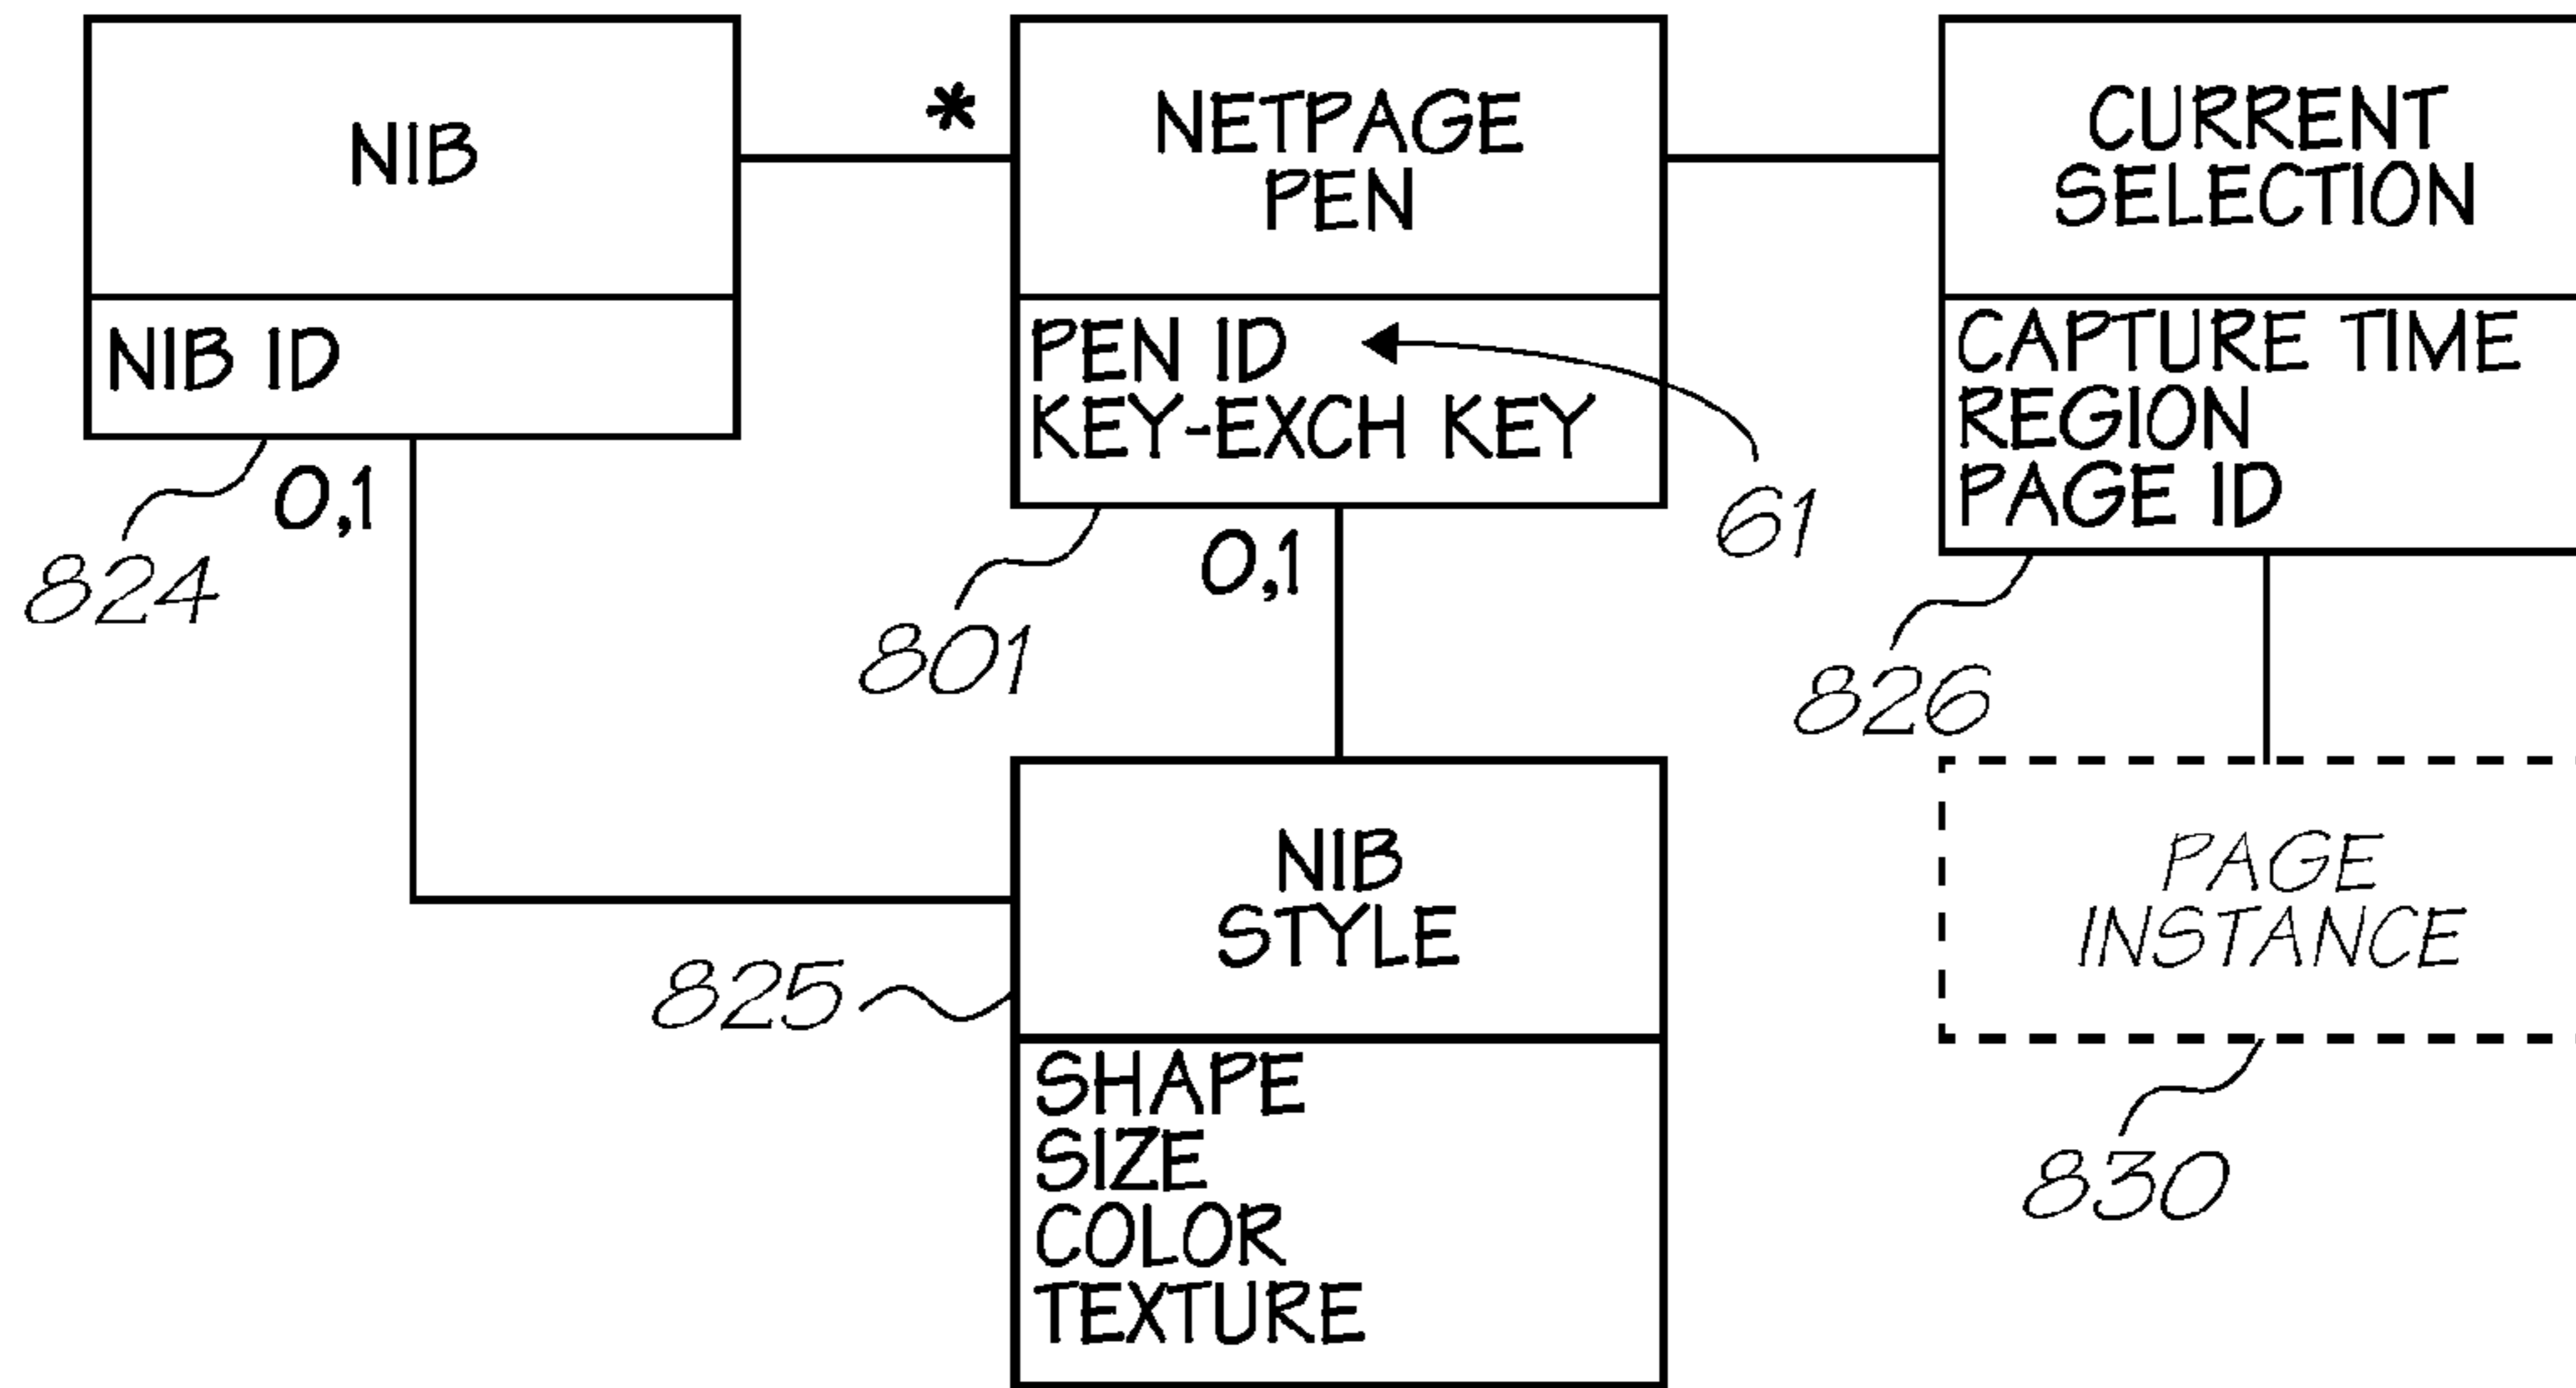 NIB
NIB ID
0,1
824
*
NETPAGE
PEN
PEN ID
KEY-EXCH KEY
61
0,1
801
CURRENT
SELECTION
CAPTURE TIME
REGION
PAGE ID
826
NIB
STYLE
825
SHAPE
SIZE
COLOR
TEXTURE
PAGE
INSTANCE
830